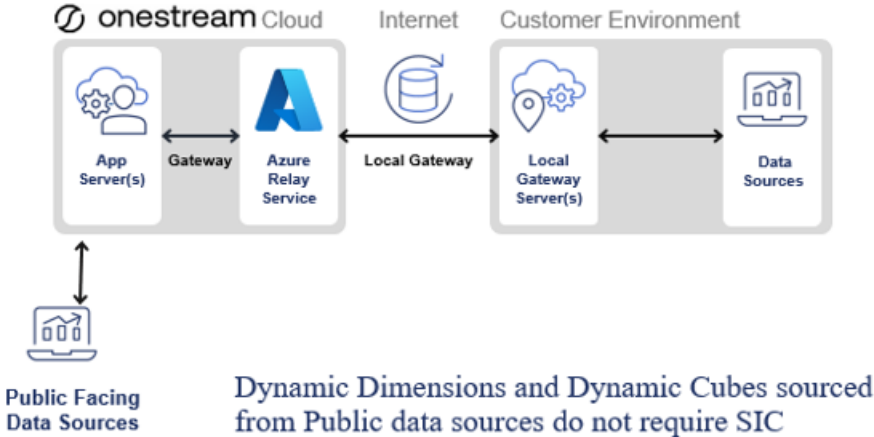 onestream Cloud
Internet
Customer Environment
App
Server(s)
Gateway
Azure
Relay
Service
Local Gateway
Local
Gateway
Server(s)
Data
Sources
Public Facing
Data Sources
Dynamic Dimensions and Dynamic Cubes sourced
from Public data sources do not require SIC